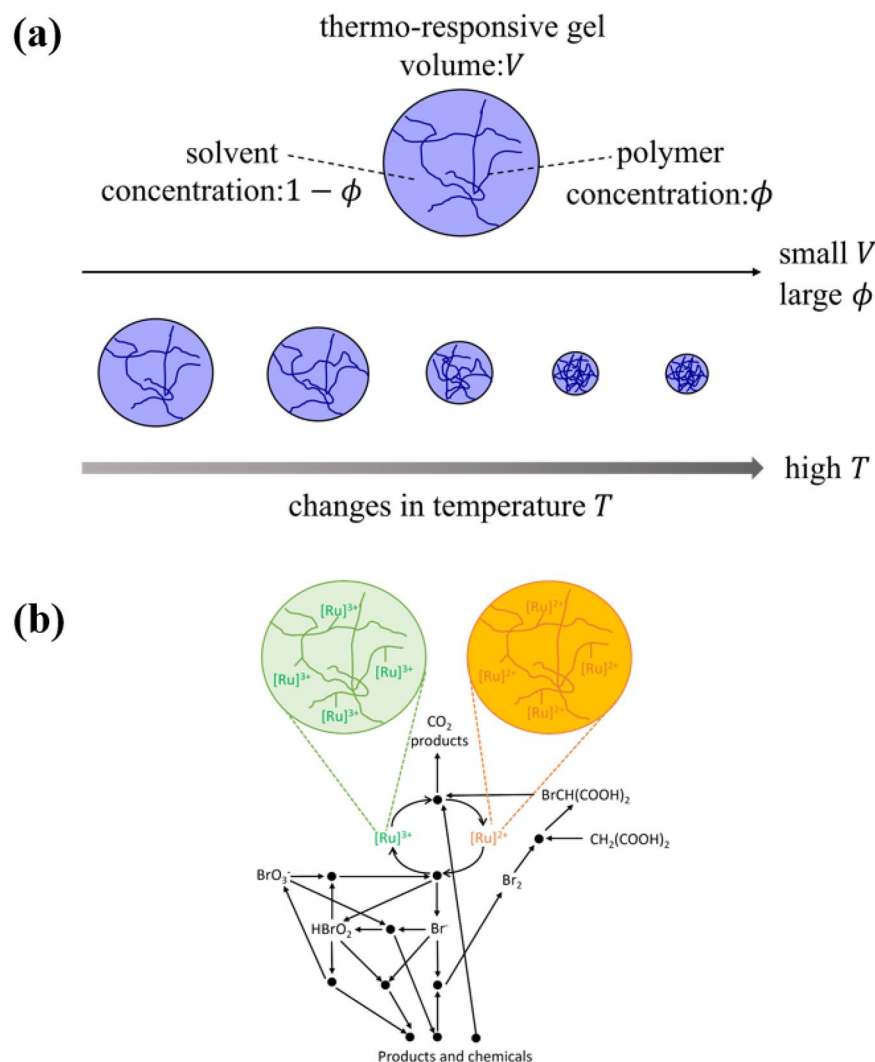 (a)
thermo-responsive gel
volume:V
solvent
concentration:1 − ϕ
polymer
concentration:ϕ
small V
large ϕ
high T
changes in temperature T
(b)
[Ru]³⁺
[Ru]³⁺
[Ru]³⁺
[Ru]³⁺
[Ru]²⁺
[Ru]²⁺
[Ru]²⁺
[Ru]²⁺
CO₂
products
BrCH(COOH)₂
[Ru]³⁺
[Ru]²⁺
CH₂(COOH)₂
BrO₃⁻
Br₂
HBrO₂
Br⁻
Products and chemicals